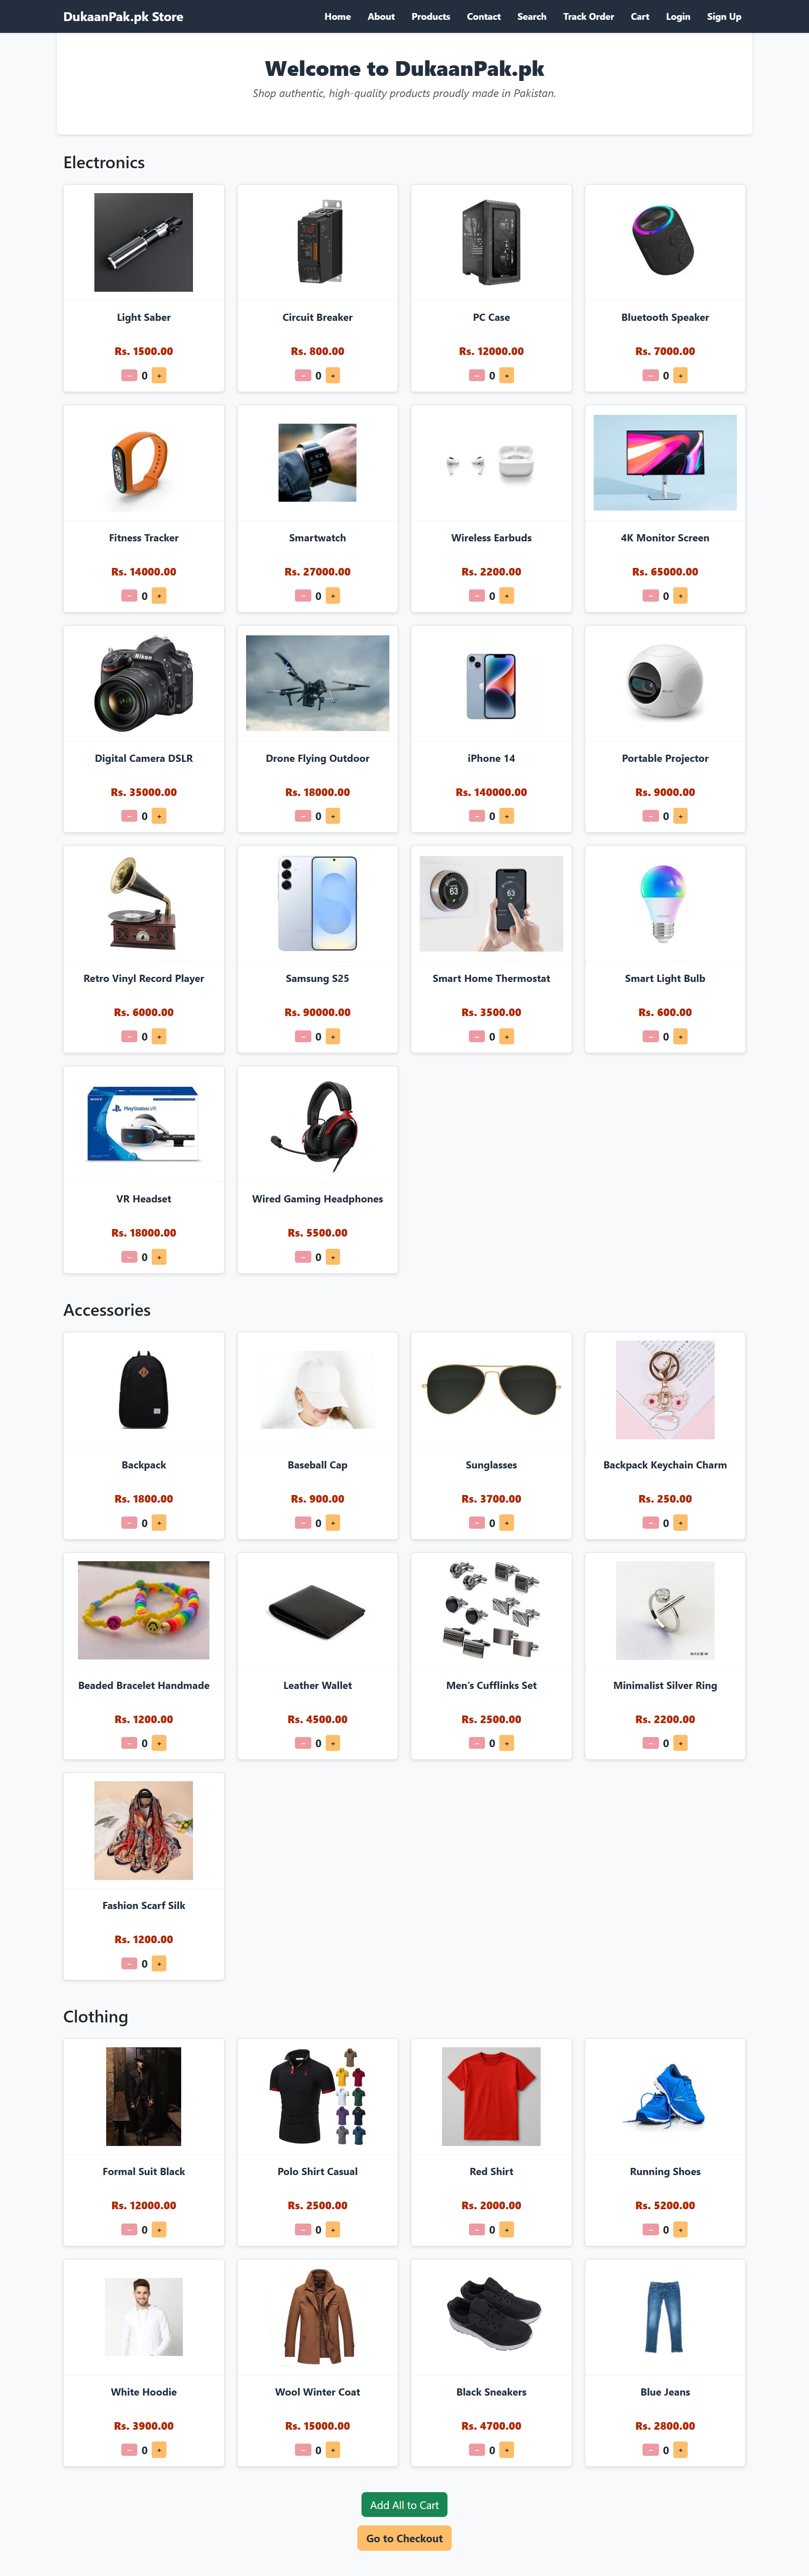 DukaanPak.pk Store
Home About Products Contact Search Track Order Cart Login Sign Up
Welcome to DukaanPak.pk
Shop authentic, high-quality products proudly made in Pakistan.
Electronics
Light Saber Circuit Breaker PC Case Bluetooth Speaker
Rs. 1500.00 Rs. 800.00 Rs. 12000.00 Rs. 7000.00
− 0 + − 0 + − 0 + − 0 +
Fitness Tracker Smartwatch Wireless Earbuds 4K Monitor Screen
Rs. 14000.00 Rs. 27000.00 Rs. 2200.00 Rs. 65000.00
− 0 + − 0 + − 0 + − 0 +
Nikon
Digital Camera DSLR Drone Flying Outdoor iPhone 14 Portable Projector
Rs. 35000.00 Rs. 18000.00 Rs. 140000.00 Rs. 9000.00
− 0 + − 0 + − 0 + − 0 +
63 63
Retro Vinyl Record Player Samsung S25 Smart Home Thermostat Smart Light Bulb
Rs. 6000.00 Rs. 90000.00 Rs. 3500.00 Rs. 600.00
− 0 + − 0 + − 0 + − 0 +
SONY
PlayStation VR
VR Headset Wired Gaming Headphones
Rs. 18000.00 Rs. 5500.00
− 0 + − 0 +
Accessories
Backpack Baseball Cap Sunglasses Backpack Keychain Charm
Rs. 1800.00 Rs. 900.00 Rs. 3700.00 Rs. 250.00
− 0 + − 0 + − 0 + − 0 +
Beaded Bracelet Handmade Leather Wallet Men's Cufflinks Set Minimalist Silver Ring
Rs. 1200.00 Rs. 4500.00 Rs. 2500.00 Rs. 2200.00
− 0 + − 0 + − 0 + − 0 +
Fashion Scarf Silk
Rs. 1200.00
− 0 +
Clothing
Formal Suit Black Polo Shirt Casual Red Shirt Running Shoes
Rs. 12000.00 Rs. 2500.00 Rs. 2000.00 Rs. 5200.00
− 0 + − 0 + − 0 + − 0 +
White Hoodie Wool Winter Coat Black Sneakers Blue Jeans
Rs. 3900.00 Rs. 15000.00 Rs. 4700.00 Rs. 2800.00
− 0 + − 0 + − 0 + − 0 +
Add All to Cart
Go to Checkout